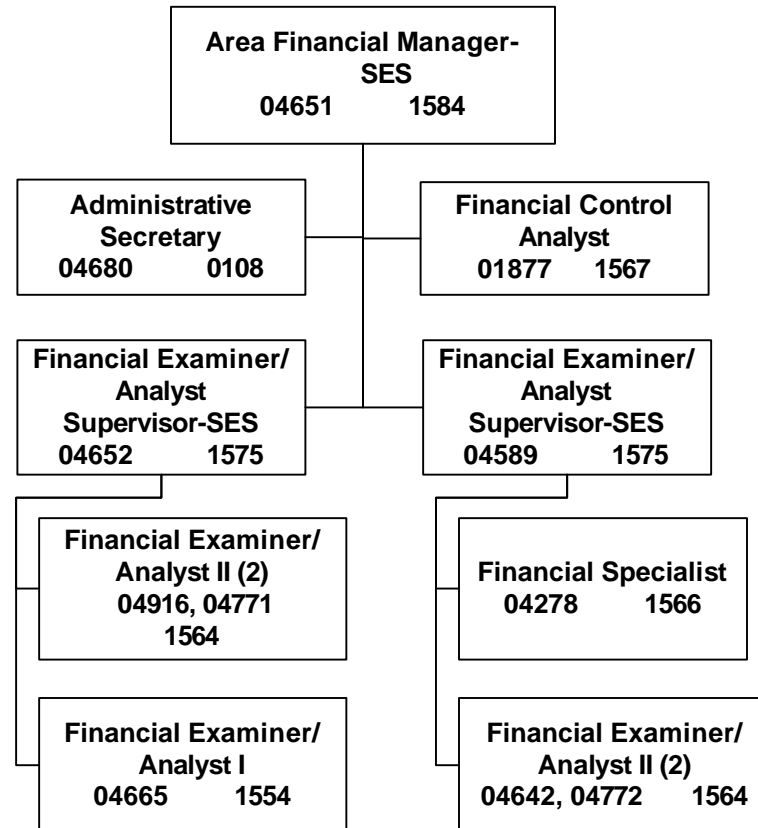 Area Financial Manager-
SES
04651 1584
Administrative
Secretary
04680 0108
Financial Control
Analyst
01877 1567
Financial Examiner/
Analyst
Supervisor-SES
04652 1575
Financial Examiner/
Analyst
Supervisor-SES
04589 1575
Financial Examiner/
Analyst II (2)
04916, 04771
1564
Financial Specialist
04278 1566
Financial Examiner/
Analyst I
04665 1554
Financial Examiner/
Analyst II (2)
04642, 04772 1564